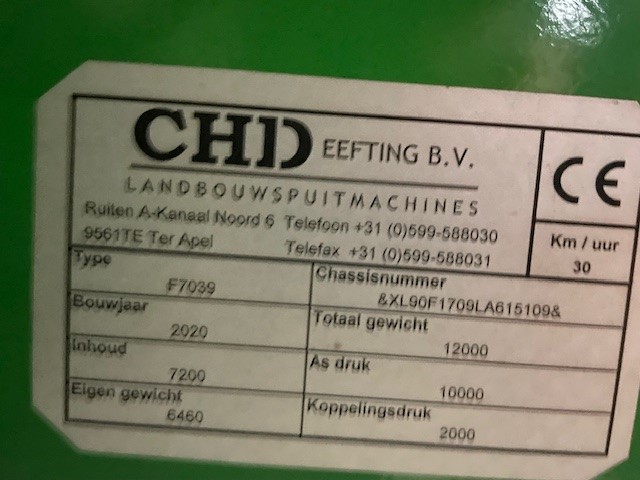 CHD EEFTING B.V.
LANDBOUWSPUITMACHINES
Ruiten A-Kanaal Noord 6 Telefoon +31 (0)599-588030
9561TE Ter Apel Telefax +31 (0)599-588031
CE
Km / uur
30
Type
F7039
Chassisnummer
&XL90F1709LA615109&
Bouwjaar
2020
Totaal gewicht
12000
Inhoud
7200
As druk
10000
Eigen gewicht
6460
Koppelingsdruk
2000